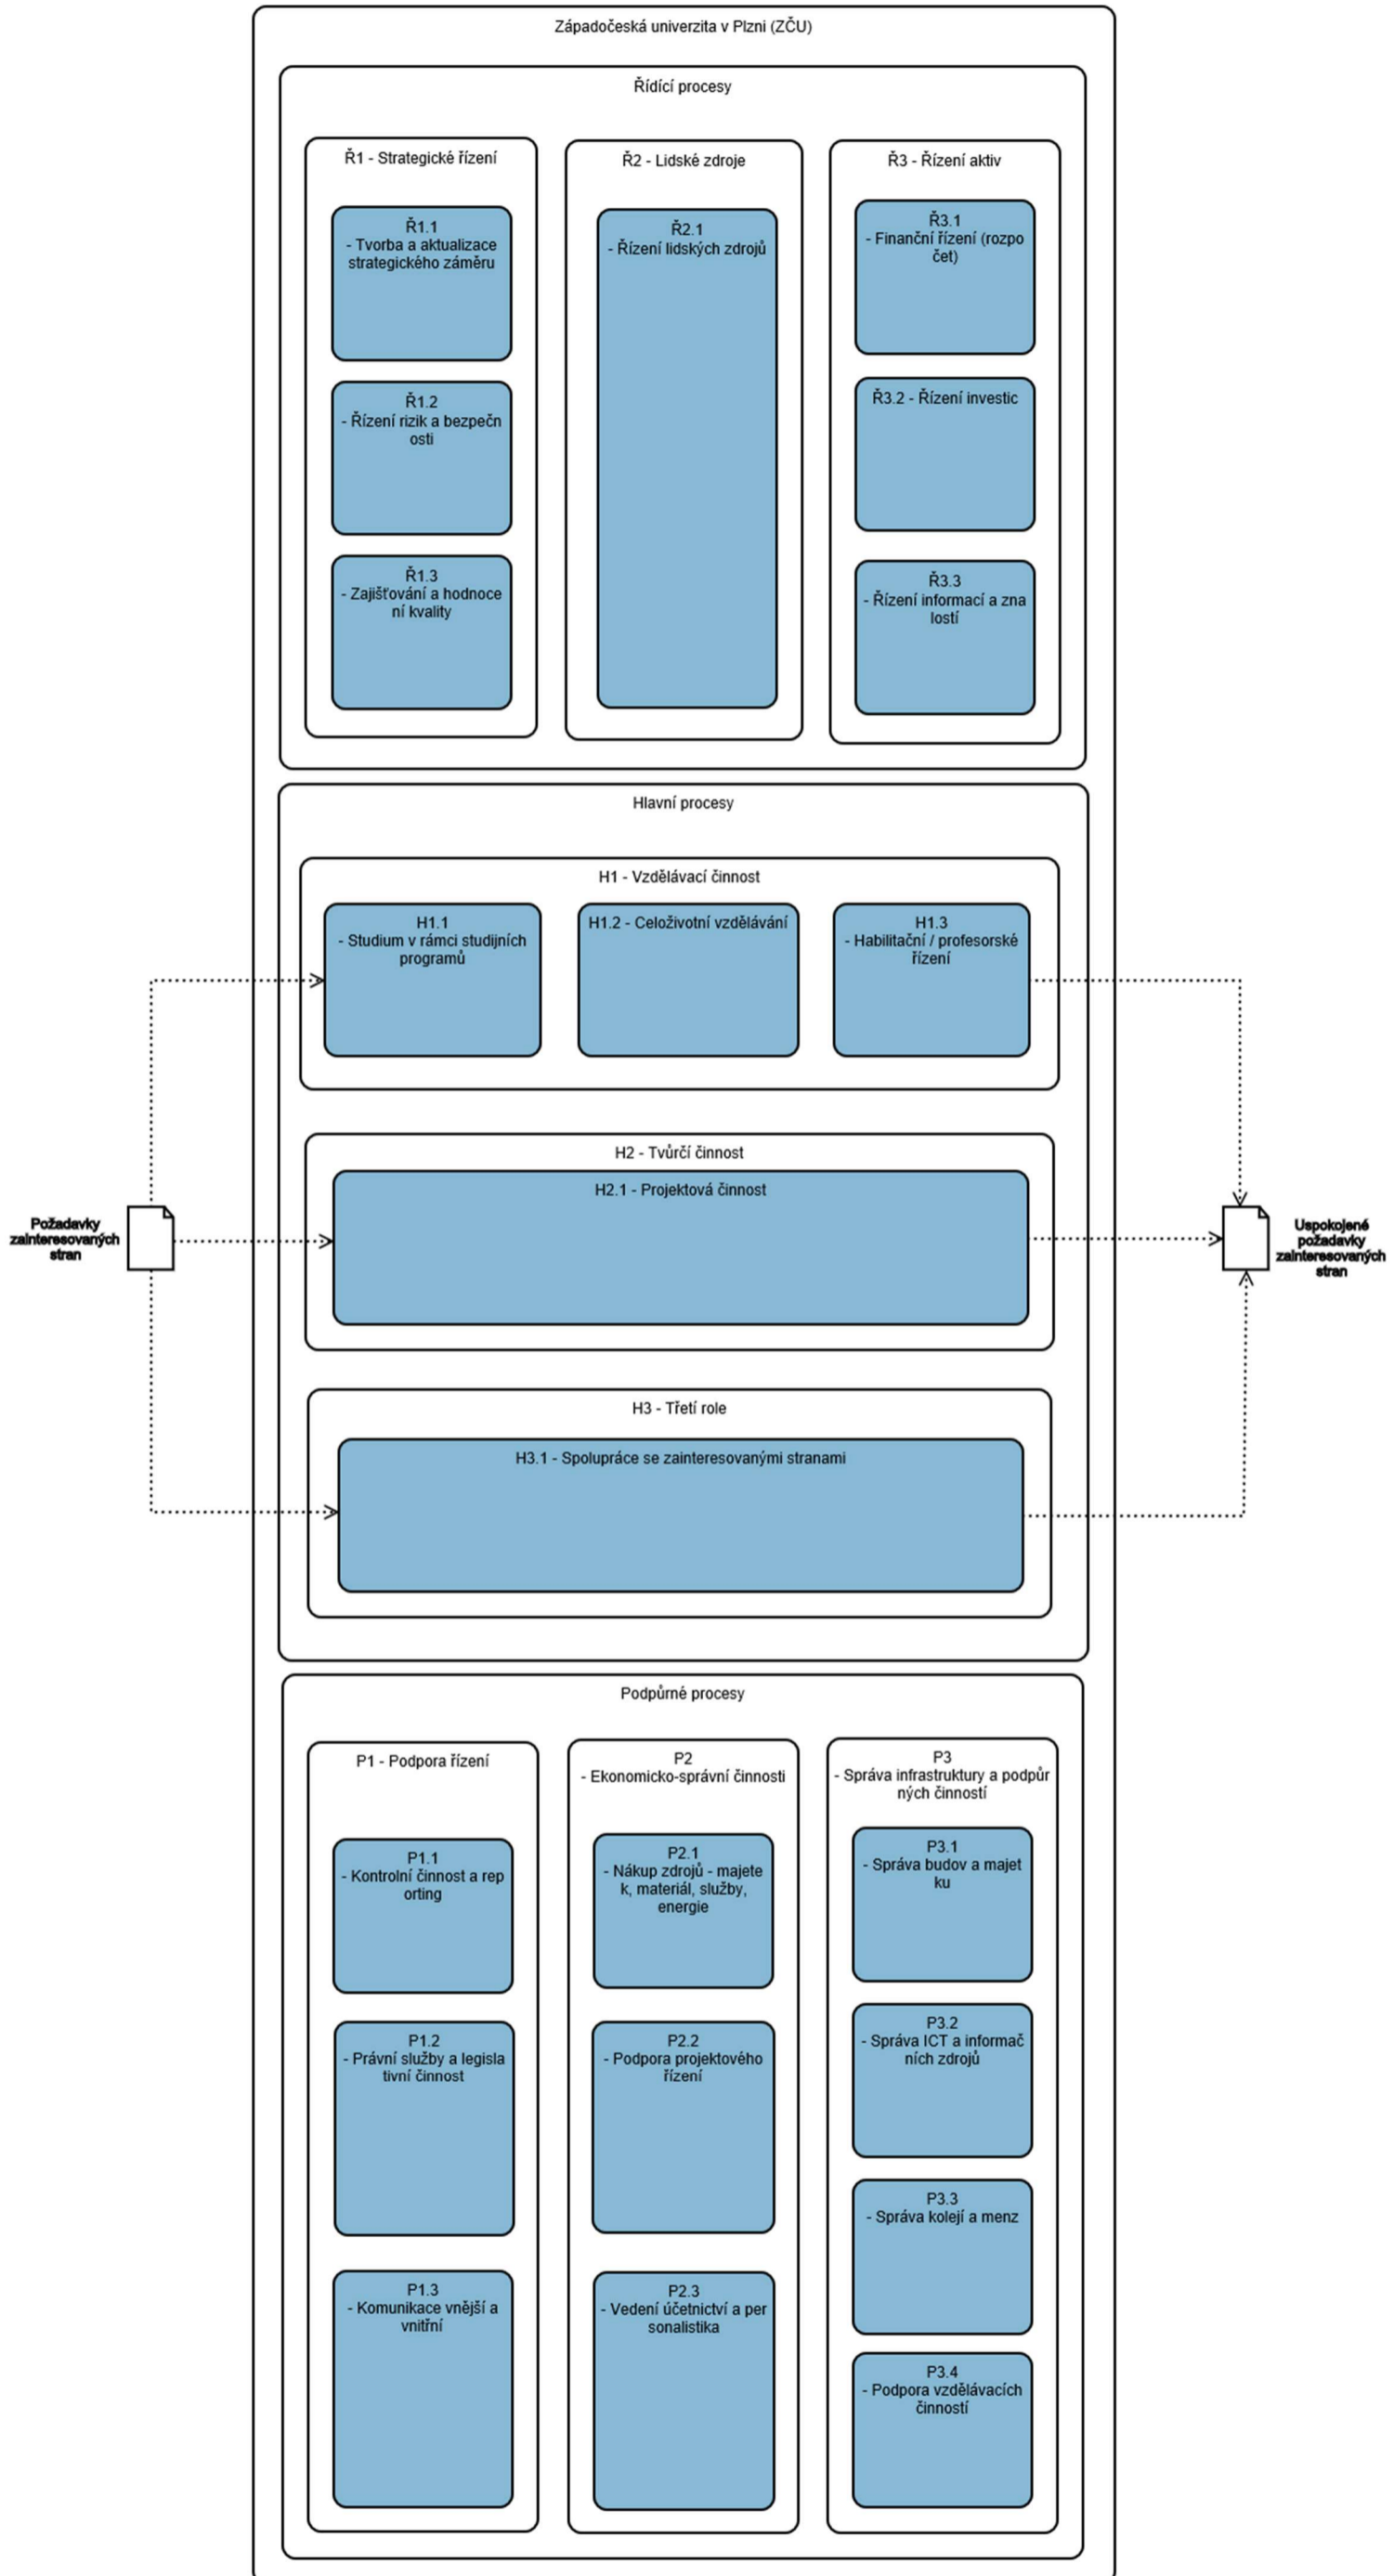 Západočeská univerzita v Plzni (ZČU)
Řídící procesy
Ř1 - Strategické řízení
Ř1.1
- Tvorba a aktualizace
strategického záměru
Ř1.2
- Řízení rizik a bezpečn
osti
Ř1.3
- Zajišťování a hodnoce
ní kvality
Ř2 - Lidské zdroje
Ř2.1
- Řízení lidských zdrojů
Ř3 - Řízení aktiv
Ř3.1
- Finanční řízení (rozpo
čet)
Ř3.2 - Řízení investic
Ř3.3
- Řízení informací a zna
lostí
Hlavní procesy
H1 - Vzdělávací činnost
H1.1
- Studium v rámci studijních
programů
H1.2 - Celoživotní vzdělávání
H1.3
- Habilitační / profesorské
řízení
H2 - Tvůrčí činnost
H2.1 - Projektová činnost
Požadavky
zainteresovaných
stran
Uspokojené
požadavky
zainteresovaných
stran
H3 - Třetí role
H3.1 - Spolupráce se zainteresovanými stranami
Podpůrné procesy
P1 - Podpora řízení
P1.1
- Kontrolní činnost a rep
orting
P1.2
- Právní služby a legisla
tivní činnost
P1.3
- Komunikace vnější a
vnitřní
P2
- Ekonomicko-správní činnosti
P2.1
- Nákup zdrojů - majete
k, materiál, služby,
energie
P2.2
- Podpora projektového
řízení
P2.3
- Vedení účetnictví a per
sonalistika
P3
- Správa infrastruktury a podpůr
ných činností
P3.1
- Správa budov a majet
ku
P3.2
- Správa ICT a informač
ních zdrojů
P3.3
- Správa kolejí a menz
P3.4
- Podpora vzdělávacích
činností